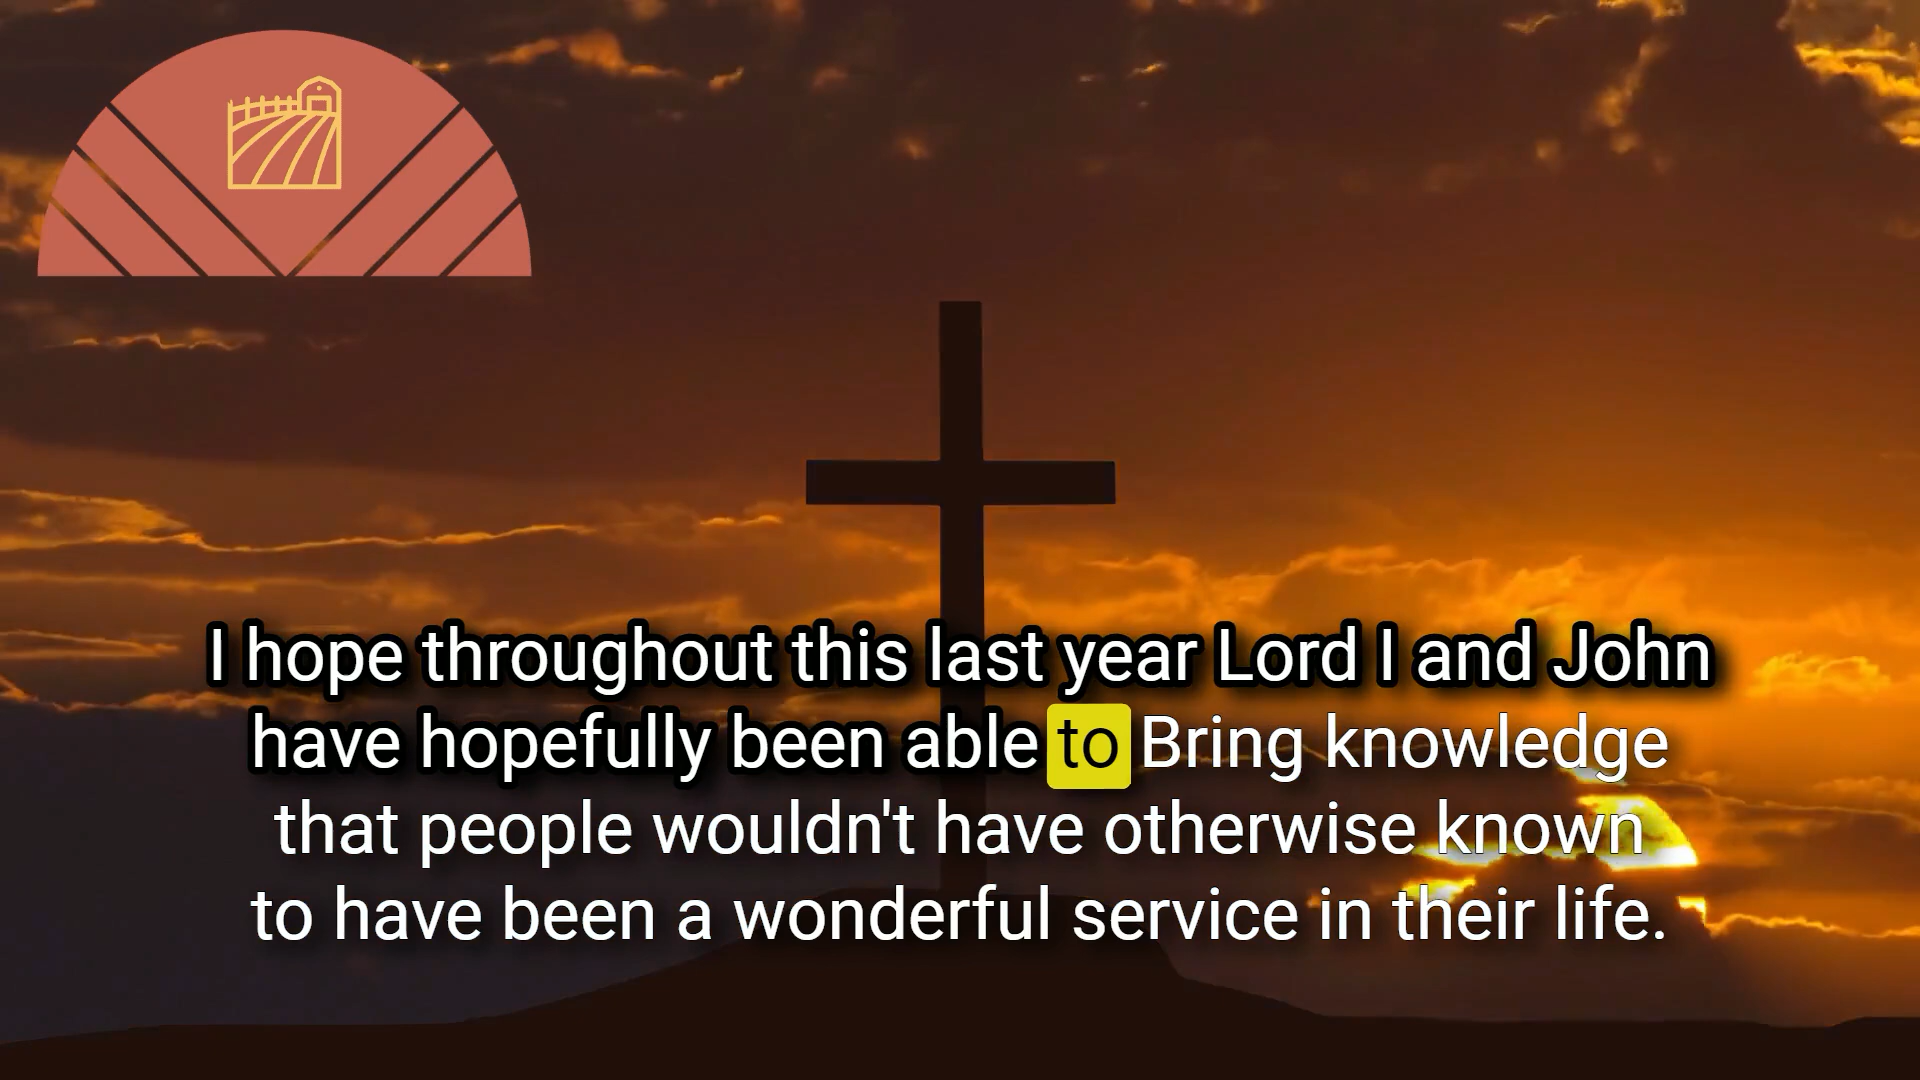 I hope throughout this last year Lord I and John
have hopefully been able to Bring knowledge
that people wouldn't have otherwise known
to have been a wonderful service in their life.